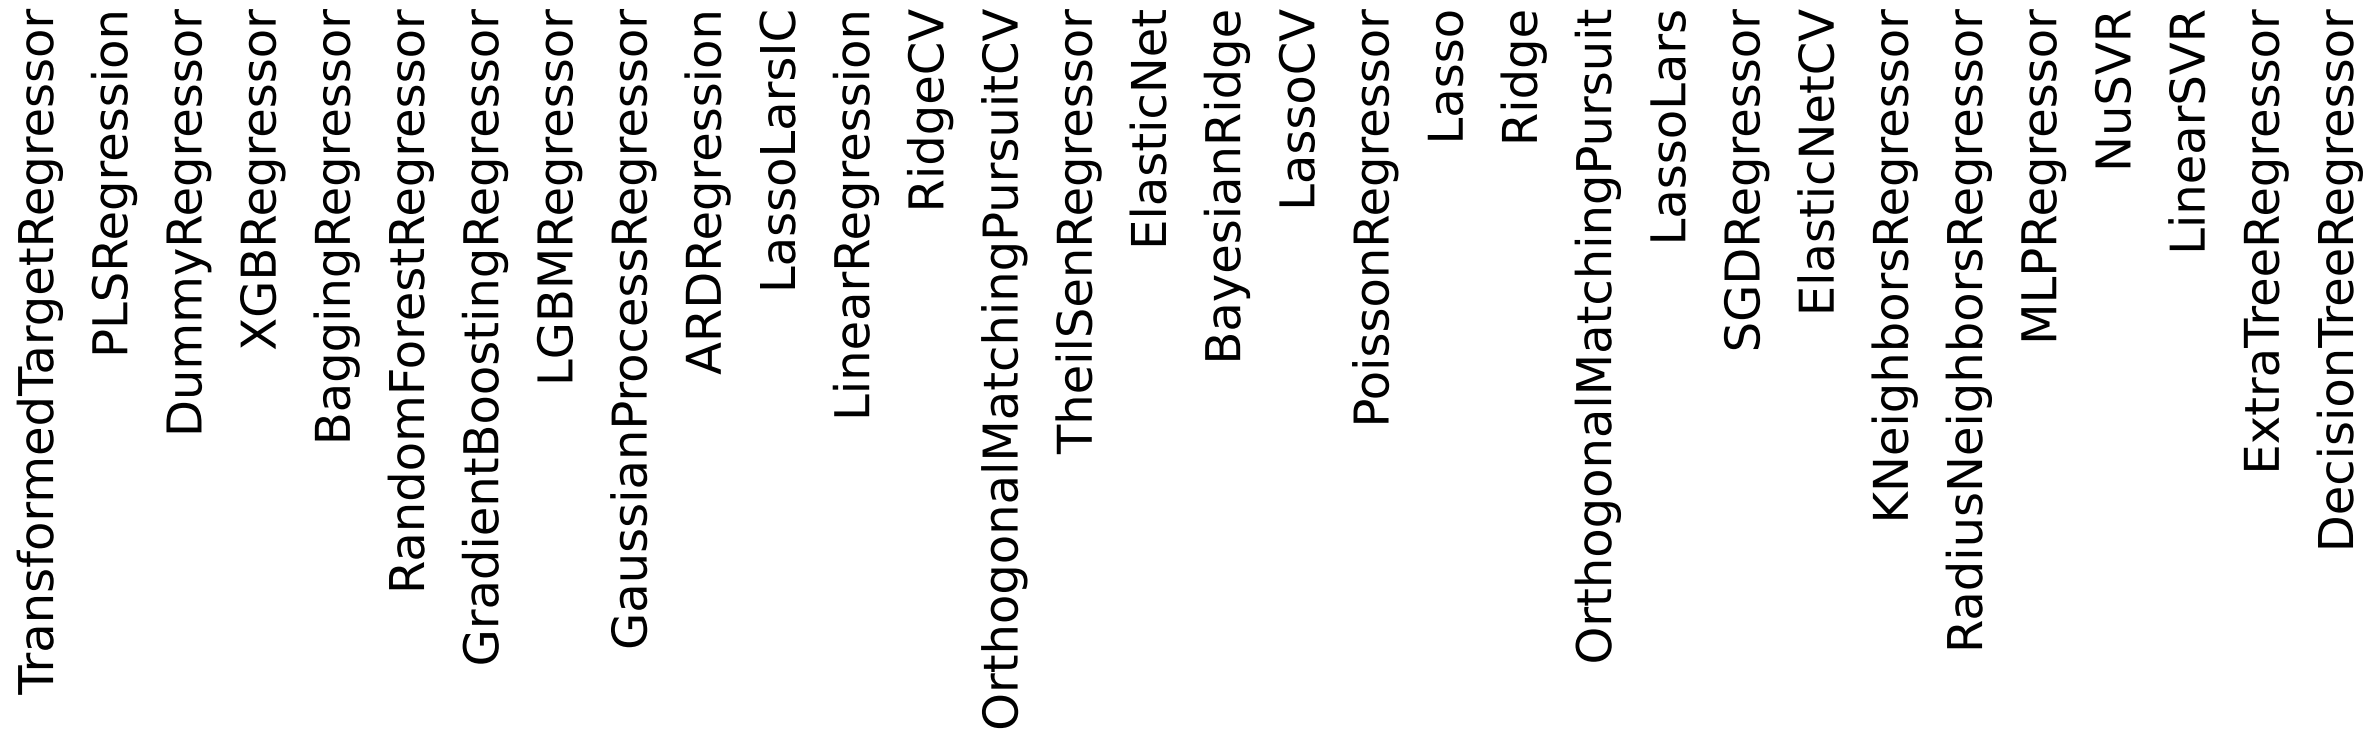 TransformedTargetRegressor
PLSRegression
DummyRegressor
XGBRegressor
BaggingRegressor
RandomForestRegressor
GradientBoostingRegressor
LGBMRegressor
GaussianProcessRegressor
ARDRegression
LassoLarsIC
LinearRegression
RidgeCV
OrthogonalMatchingPursuitCV
TheilSenRegressor
ElasticNet
BayesianRidge
LassoCV
PoissonRegressor
Lasso
Ridge
OrthogonalMatchingPursuit
LassoLars
SGDRegressor
ElasticNetCV
KNeighborsRegressor
RadiusNeighborsRegressor
MLPRegressor
NuSVR
LinearSVR
ExtraTreeRegressor
DecisionTreeRegressor